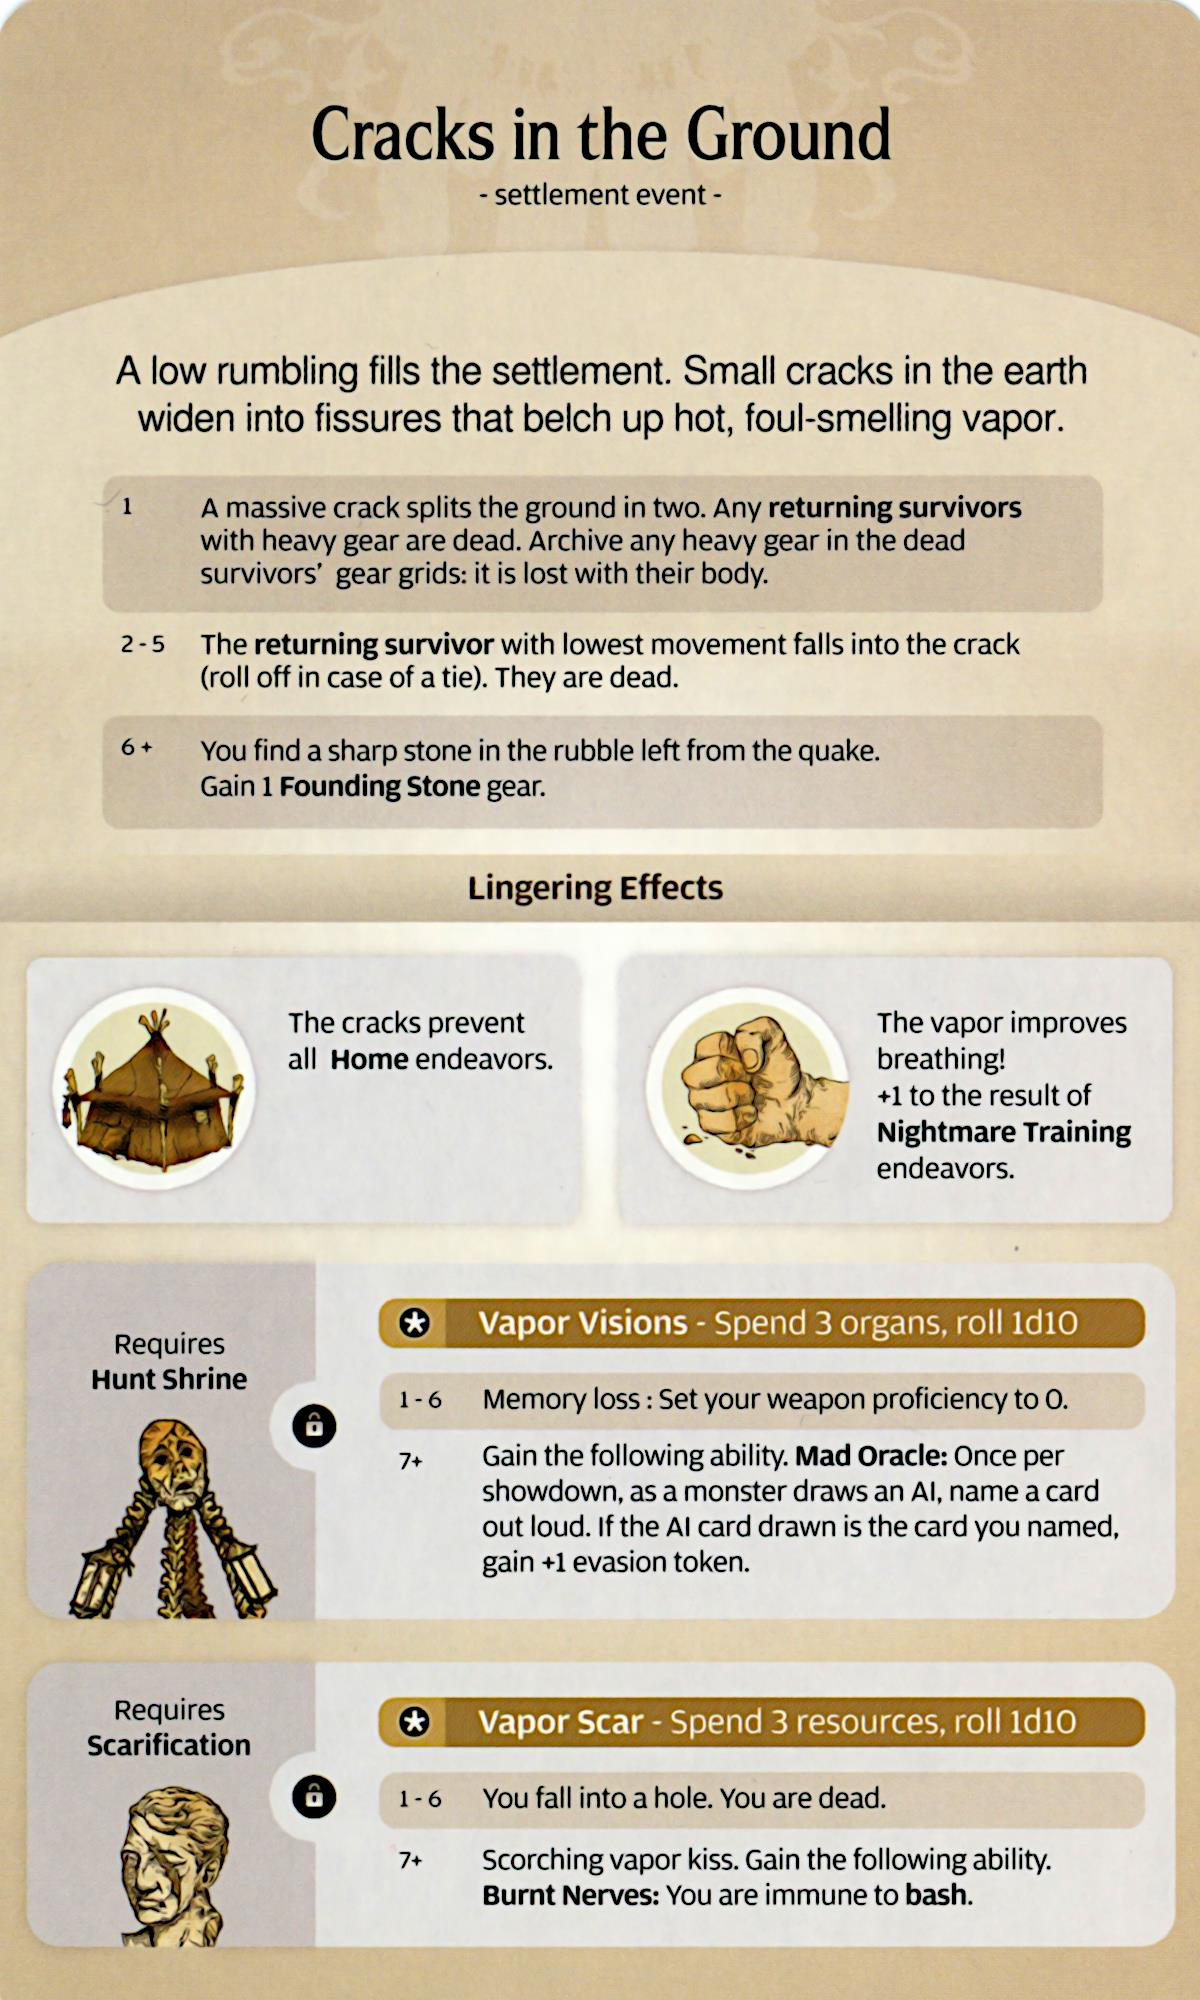 Cracks in the Ground
- settlement event -
A low rumbling fills the settlement. Small cracks in the earth
widen into fissures that belch up hot, foul-smelling vapor.
1 A massive crack splits the ground in two. Any returning survivors
with heavy gear are dead. Archive any heavy gear in the dead
survivors' gear grids: it is lost with their body.
2 - 5 The returning survivor with lowest movement falls into the crack
(roll off in case of a tie). They are dead.
6 + You find a sharp stone in the rubble left from the quake.
Gain 1 Founding Stone gear.
Lingering Effects
The cracks prevent
all Home endeavors.
The vapor improves
breathing!
+1 to the result of
Nightmare Training
endeavors.
Requires
Hunt Shrine
Vapor Visions - Spend 3 organs, roll 1d10
1 - 6 Memory loss : Set your weapon proficiency to 0.
7+ Gain the following ability. Mad Oracle: Once per
showdown, as a monster draws an AI, name a card
out loud. If the AI card drawn is the card you named,
gain +1 evasion token.
Requires
Scarification
Vapor Scar - Spend 3 resources, roll 1d10
1 - 6 You fall into a hole. You are dead.
7+ Scorching vapor kiss. Gain the following ability.
Burnt Nerves: You are immune to bash.